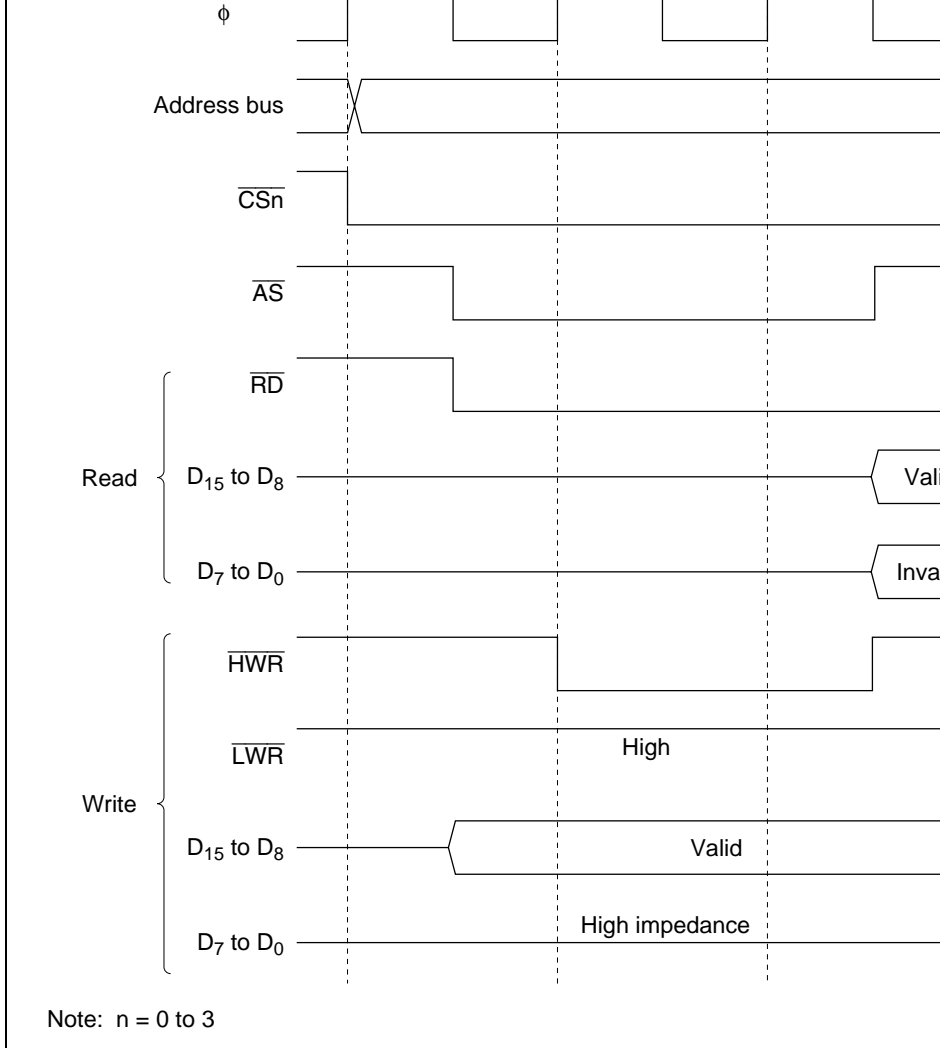 ϕ
Address bus
CSn
AS
RD
Read
D15 to D8
Vali
D7 to D0
Inva
HWR
LWR
High
Write
D15 to D8
Valid
D7 to D0
High impedance
Note: n = 0 to 3